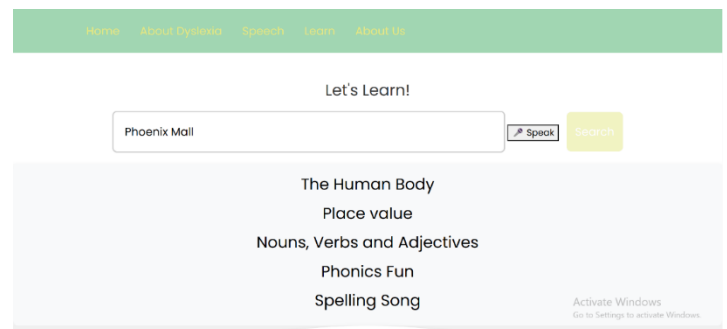 Home About Dyslexia Speech Learn About Us
Let's Learn!
Phoenix Mall Speak Search
The Human Body
Place value
Nouns, Verbs and Adjectives
Phonics Fun
Spelling Song
Activate Windows
Go to Settings to activate Windows.